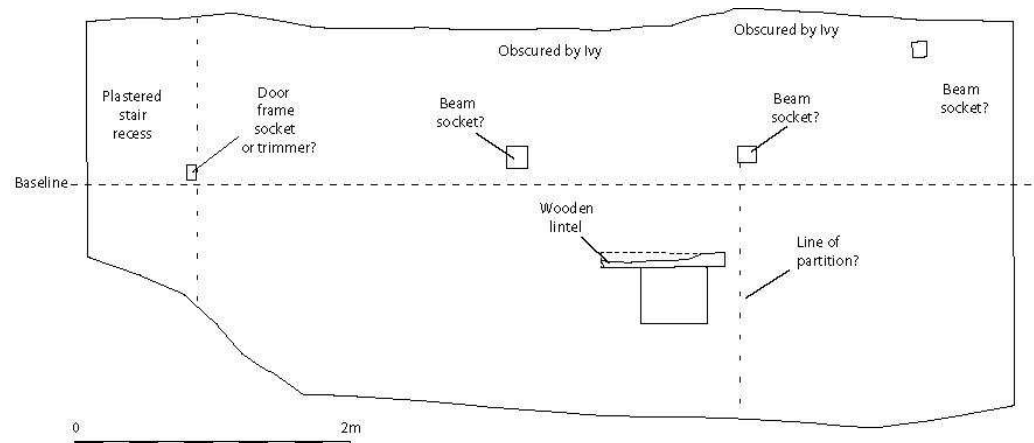 Obscured by Ivy
Obscured by Ivy
Plastered
stair
recess
Door
frame
socket
or trimmer?
Beam
socket?
Beam
socket?
Beam
socket?
Baseline
Wooden
lintel
Line of
partition?
0
2m